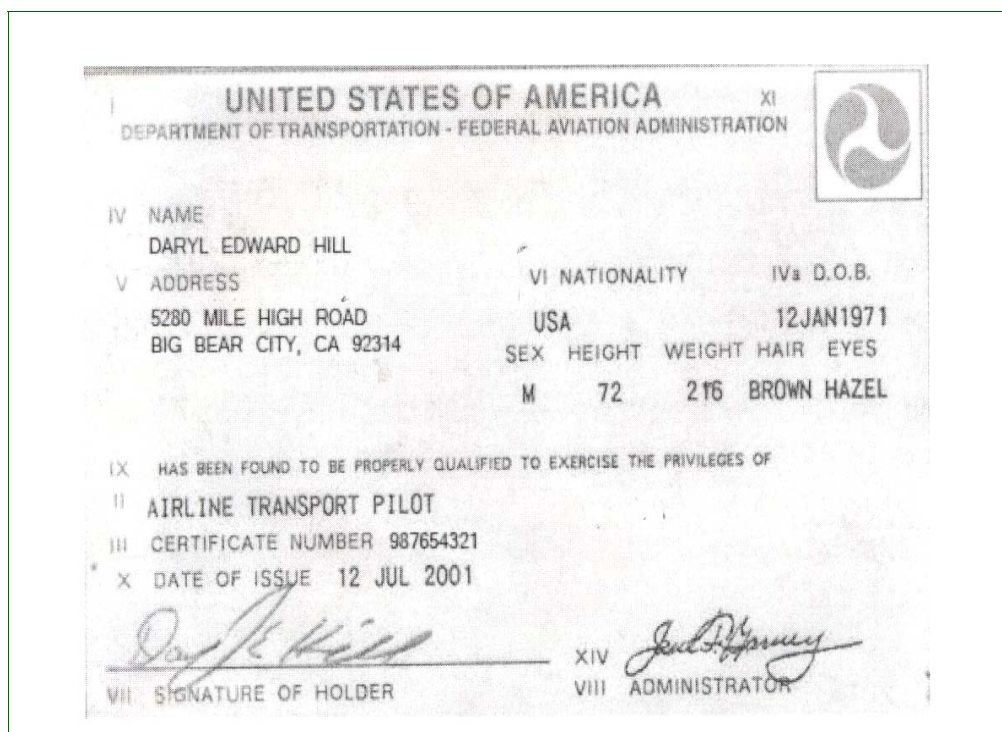 I UNITED STATES OF AMERICA XI
DEPARTMENT OF TRANSPORTATION - FEDERAL AVIATION ADMINISTRATION
IV NAME
DARYL EDWARD HILL
V ADDRESS VI NATIONALITY IVa D.O.B.
5280 MILE HIGH ROAD USA 12JAN1971
BIG BEAR CITY, CA 92314 SEX HEIGHT WEIGHT HAIR EYES
M 72 216 BROWN HAZEL
IX HAS BEEN FOUND TO BE PROPERLY QUALIFIED TO EXERCISE THE PRIVILEGES OF
II AIRLINE TRANSPORT PILOT
III CERTIFICATE NUMBER 987654321
X DATE OF ISSUE 12 JUL 2001
XIV
VII SIGNATURE OF HOLDER VIII ADMINISTRATOR